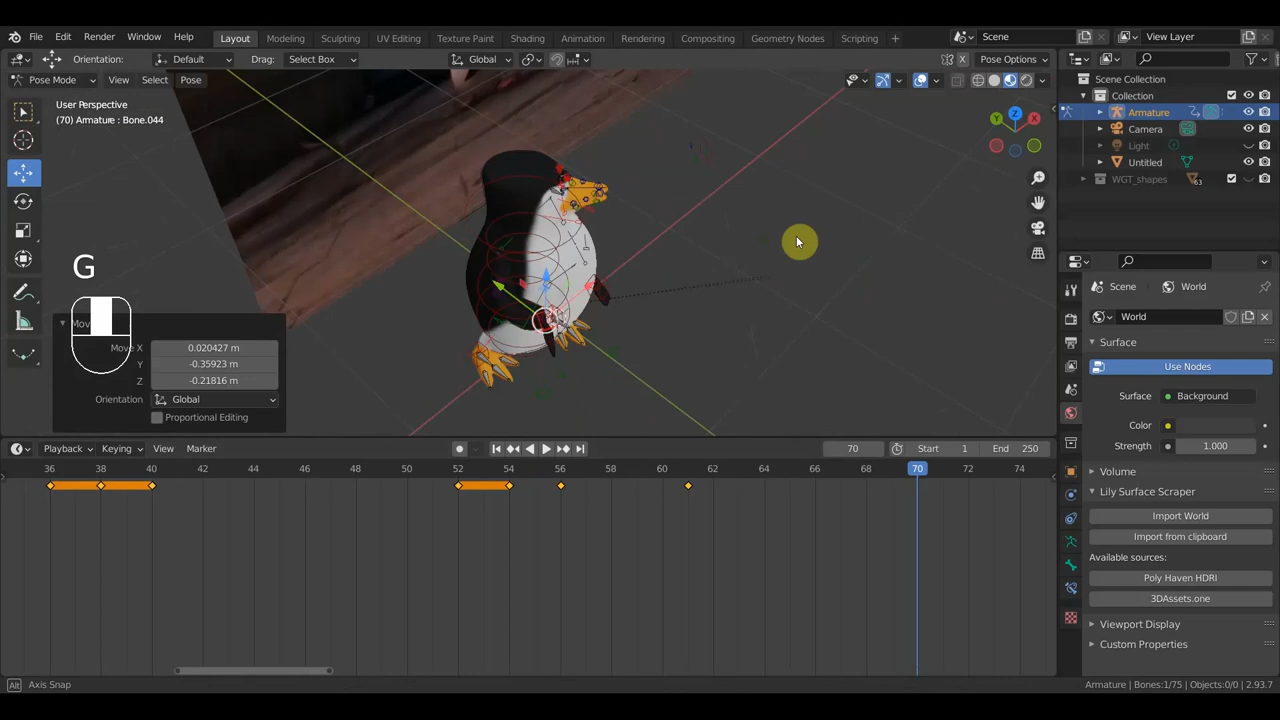 File Edit Render Window Help Layout Modeling Sculpting UV Editing Texture Paint Shading Animation Rendering Compositing Geometry Nodes Scripting + Scene View Layer
Orientation: Default Drag: Select Box Global X Pose Options
Pose Mode View Select Pose
User Perspective
(70) Armature : Bone.044
Z
Y
X
G
Move X 0.020427 m
Y -0.35923 m
Z -0.21816 m
Orientation Global
Proportional Editing
Playback Keying View Marker 70 Start 1 End 250
36 38 40 42 44 46 48 50 52 54 56 58 60 62 64 66 68 70 72 74
Scene Collection
Collection
Armature
Camera
Light
Untitled
WGT_shapes 63
Scene World
World
Surface
Use Nodes
Surface Background
Color
Strength 1.000
Volume
Lily Surface Scraper
Import World
Import from clipboard
Available sources:
Poly Haven HDRI
3DAssets.one
Viewport Display
Custom Properties
Alt Axis Snap Armature | Bones:1/75 | Objects:0/0 | 2.93.7